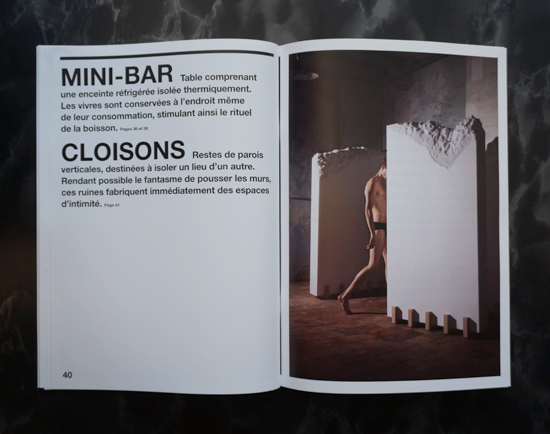 MINI-BAR Table comprenant
une enceinte réfrigérée isolée thermiquement.
Les vivres sont conservées à l'endroit même
de leur consommation, stimulant ainsi le rituel
de la boisson. Pages 38 et 39
CLOISONS Restes de parois
verticales, destinées à isoler un lieu d'un autre.
Rendant possible le fantasme de pousser les murs,
ces ruines fabriquent immédiatement des espaces
d'intimité. Page 41
40